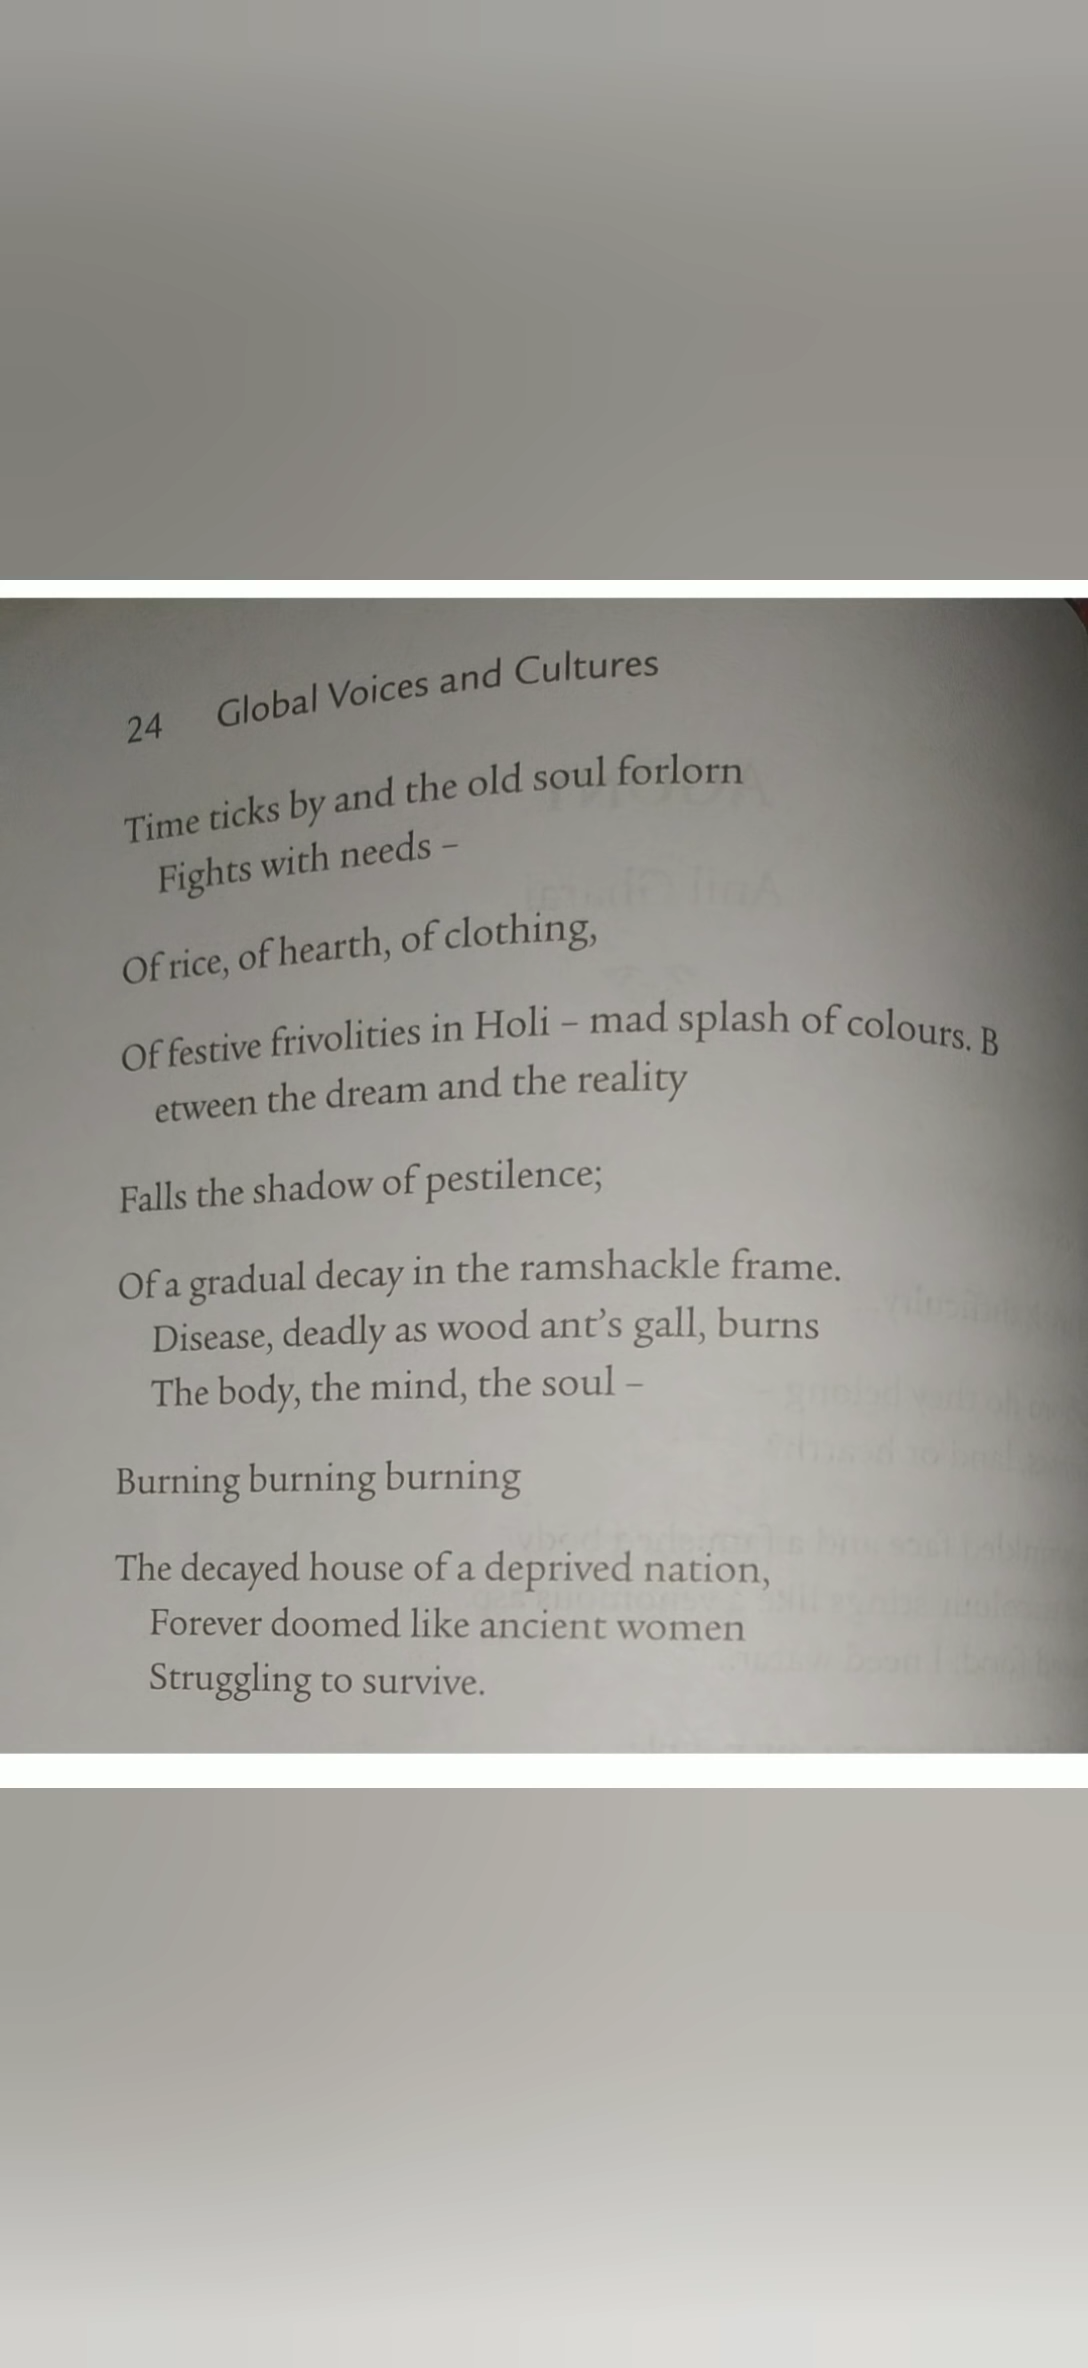 24 Global Voices and Cultures
Time ticks by and the old soul forlorn
Fights with needs –
Of rice, of hearth, of clothing,
Of festive frivolities in Holi – mad splash of colours. B
etween the dream and the reality
Falls the shadow of pestilence;
Of a gradual decay in the ramshackle frame.
Disease, deadly as wood ant's gall, burns
The body, the mind, the soul –
Burning burning burning
The decayed house of a deprived nation,
Forever doomed like ancient women
Struggling to survive.